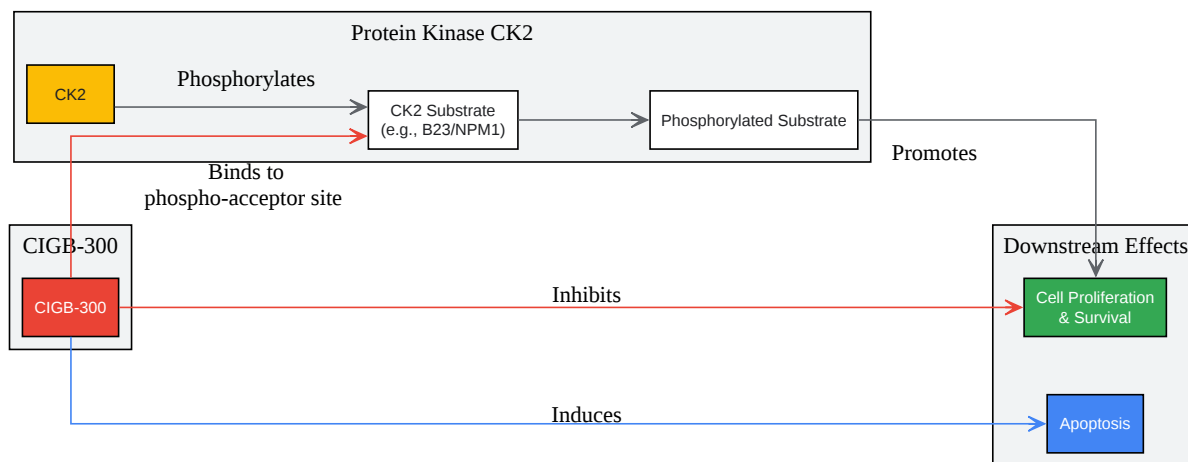 Protein Kinase CK2
Phosphorylates
CK2
CK2 Substrate
(e.g., B23/NPM1)
Phosphorylated Substrate
Promotes
Binds to
phospho-acceptor site
CIGB-300
CIGB-300
Inhibits
Downstream Effects
Cell Proliferation
& Survival
Induces
Apoptosis